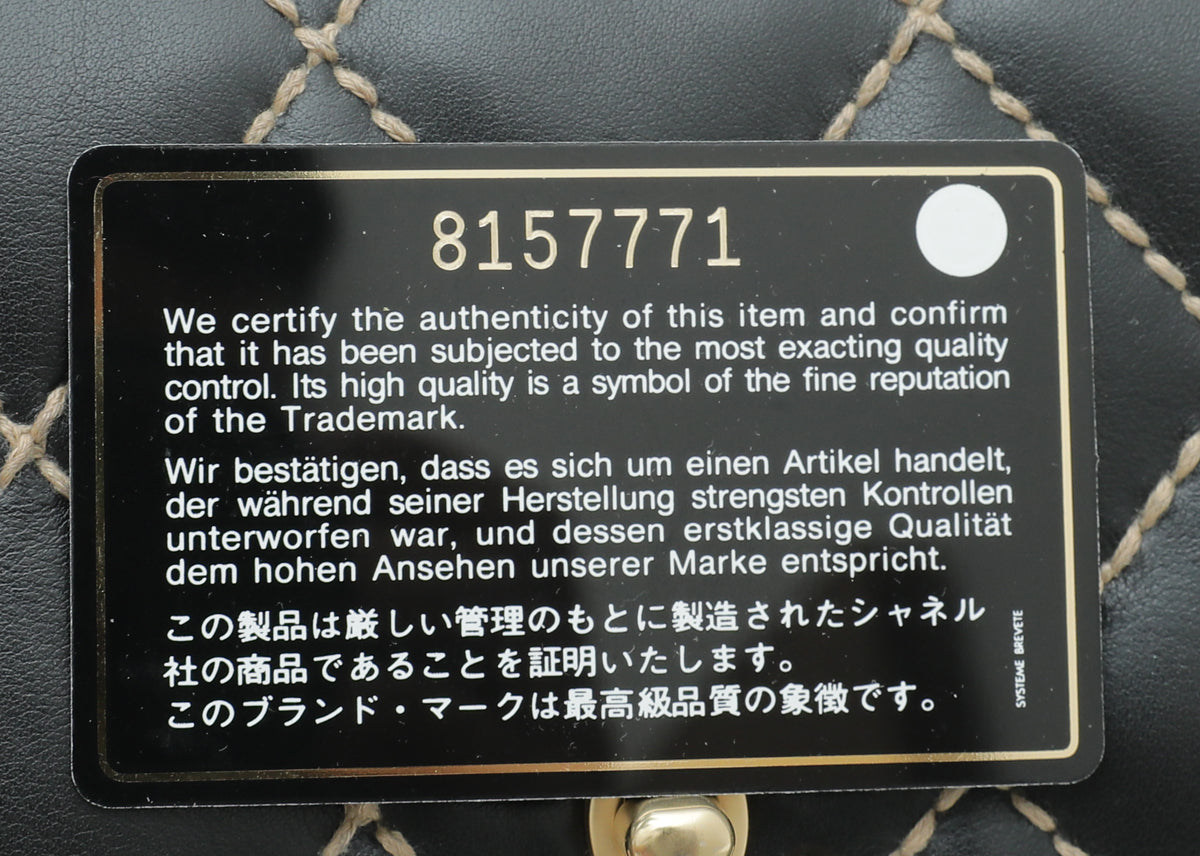 8157771
We certify the authenticity of this item and confirm
that it has been subjected to the most exacting quality
control. Its high quality is a symbol of the fine reputation
of the Trademark.
Wir bestätigen, dass es sich um einen Artikel handelt,
der während seiner Herstellung strengsten Kontrollen
unterworfen war, und dessen erstklassige Qualität
dem hohen Ansehen unserer Marke entspricht.
この製品は厳しい管理のもとに製造されたシャネル
社の商品であることを証明いたします。
このブランド・マークは最高級品質の象徴です。
SYSTEME BREVETE